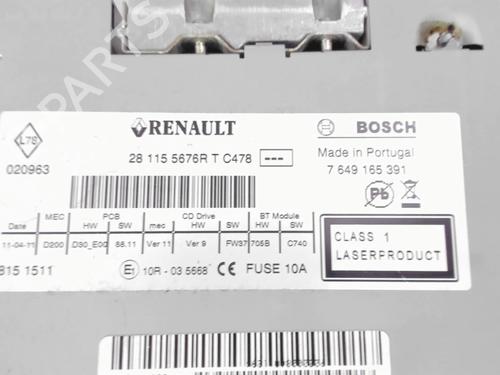 RENAULT
BOSCH
L78
28 115 5676R T C478 ---
Made in Portugal
020963
7 649 165 391
Pb
MEC PCB CD Drive BT Module
Date HW SW mec HW SW HW SW
11-04-11 D200 D30_E00 88.11 Ver 11 Ver 9 FW37 705B C740
CLASS 1
LASERPRODUCT
815 1511
E1 10R - 03 5668 CE FUSE 10A
B-PARTS